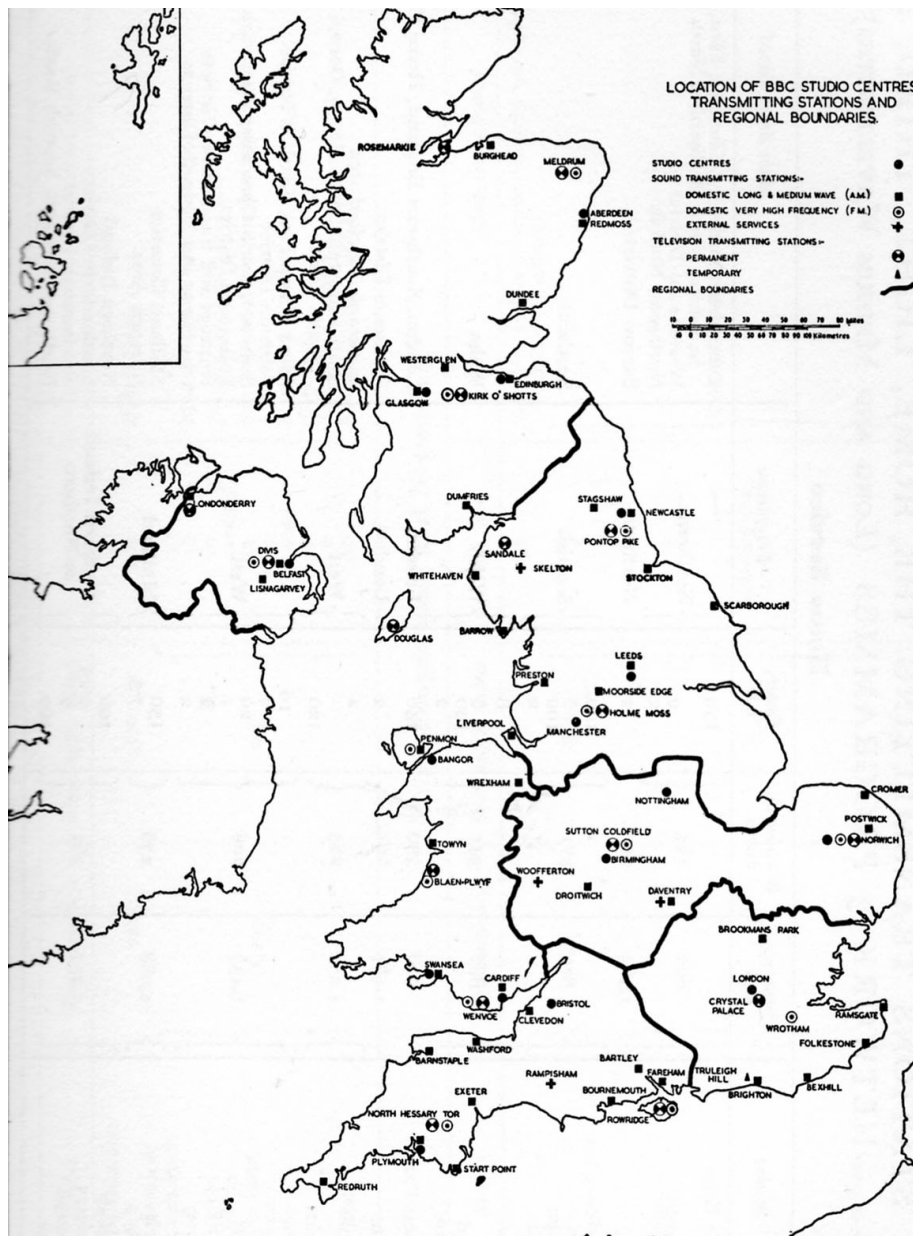 LOCATION OF BBC STUDIO CENTRES
TRANSMITTING STATIONS AND
REGIONAL BOUNDARIES.
STUDIO CENTRES
SOUND TRANSMITTING STATIONS:-
DOMESTIC LONG & MEDIUM WAVE (A.M.)
DOMESTIC VERY HIGH FREQUENCY (F.M.)
EXTERNAL SERVICES
TELEVISION TRANSMITTING STATIONS:-
PERMANENT
TEMPORARY
REGIONAL BOUNDARIES
80 Miles
Kilometres
ROSEMARKIE
BURGHEAD
MELDRUM
ABERDEEN
REDMOSS
DUNDEE
WESTERGLEN
EDINBURGH
GLASGOW
KIRK O' SHOTTS
LONDONDERRY
DUMFRIES
STAGSHAW
NEWCASTLE
PONTOP PIKE
SANDALE
DIVIS
BELFAST
LISNAGARVEY
WHITEHAVEN
SKELTON
STOCKTON
SCARBOROUGH
DOUGLAS
BARROW
LEEDS
PRESTON
MOORSIDE EDGE
HOLME MOSS
MANCHESTER
LIVERPOOL
PENMON
BANGOR
WREXHAM
NOTTINGHAM
CROMER
POSTWICK
NORWICH
SUTTON COLDFIELD
BIRMINGHAM
TOWYN
BLAEN-PLWYF
WOOFFERTON
DROITWICH
DAVENTRY
BROOKMANS PARK
SWANSEA
CARDIFF
WENVOE
BRISTOL
CLEVEDON
LONDON
CRYSTAL
PALACE
WROTHAM
RAMSGATE
FOLKESTONE
WASHFORD
BARNSTAPLE
RAMPISHAM
BARTLEY
FAREHAM
TRULEIGH
HILL
BRIGHTON
BEXHILL
BOURNEMOUTH
ROWRIDGE
EXETER
NORTH HESSARY TOR
PLYMOUTH
START POINT
REDRUTH